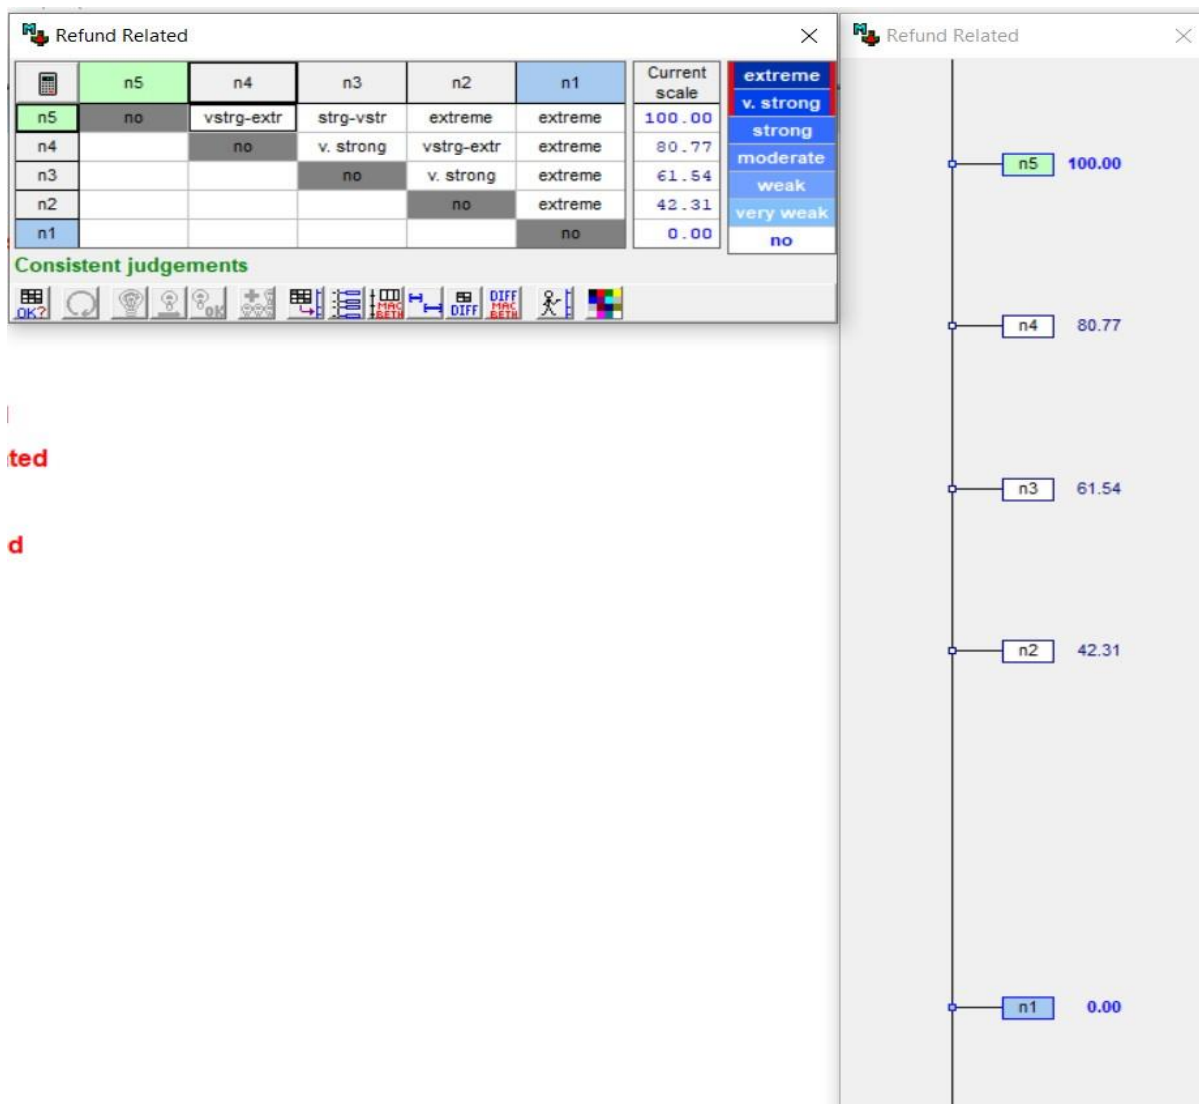 Refund Related
n5 n4 n3 n2 n1 Current scale
n5 no vstrg-extr strg-vstr extreme extreme 100.00
n4 no v. strong vstrg-extr extreme 80.77
n3 no v. strong extreme 61.54
n2 no extreme 42.31
n1 no 0.00
extreme
v. strong
strong
moderate
weak
very weak
no
Consistent judgements
OK? OK MAC BETH DIFF DIFF MAC BETH
ted
d
Refund Related
n5 100.00
n4 80.77
n3 61.54
n2 42.31
n1 0.00